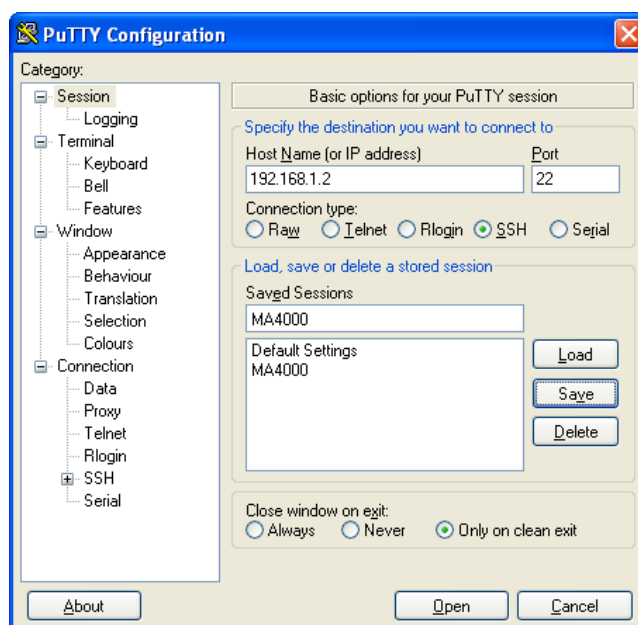 PuTTY Configuration
Category:
Session
Logging
Terminal
Keyboard
Bell
Features
Window
Appearance
Behaviour
Translation
Selection
Colours
Connection
Data
Proxy
Telnet
Rlogin
SSH
Serial
Basic options for your PuTTY session
Specify the destination you want to connect to
Host Name (or IP address) Port
192.168.1.2 22
Connection type:
Raw Telnet Rlogin SSH Serial
Load, save or delete a stored session
Saved Sessions
MA4000
Default Settings
MA4000
Load
Save
Delete
Close window on exit:
Always Never Only on clean exit
About Open Cancel